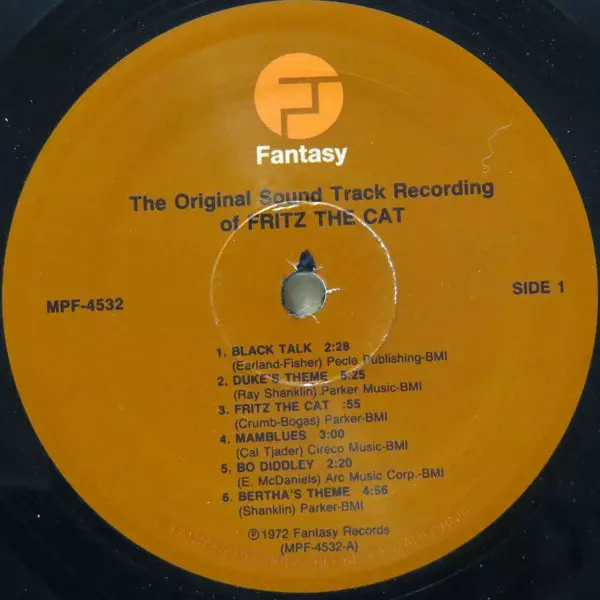 Fantasy
The Original Sound Track Recording
of FRITZ THE CAT
MPF-4532
SIDE 1
1. BLACK TALK 2:28
(Earland-Fisher) Pecle Publishing-BMI
2. DUKE'S THEME 5:25
(Ray Shanklin) Parker Music-BMI
3. FRITZ THE CAT :55
(Crumb-Bogas) Parker-BMI
4. MAMBLUES 3:00
(Cal Tjader) Cireco Music-BMI
5. BO DIDDLEY 2:20
(E. McDaniels) Arc Music Corp.-BMI
6. BERTHA'S THEME 4:56
(Shanklin) Parker-BMI
℗ 1972 Fantasy Records
(MPF-4532-A)